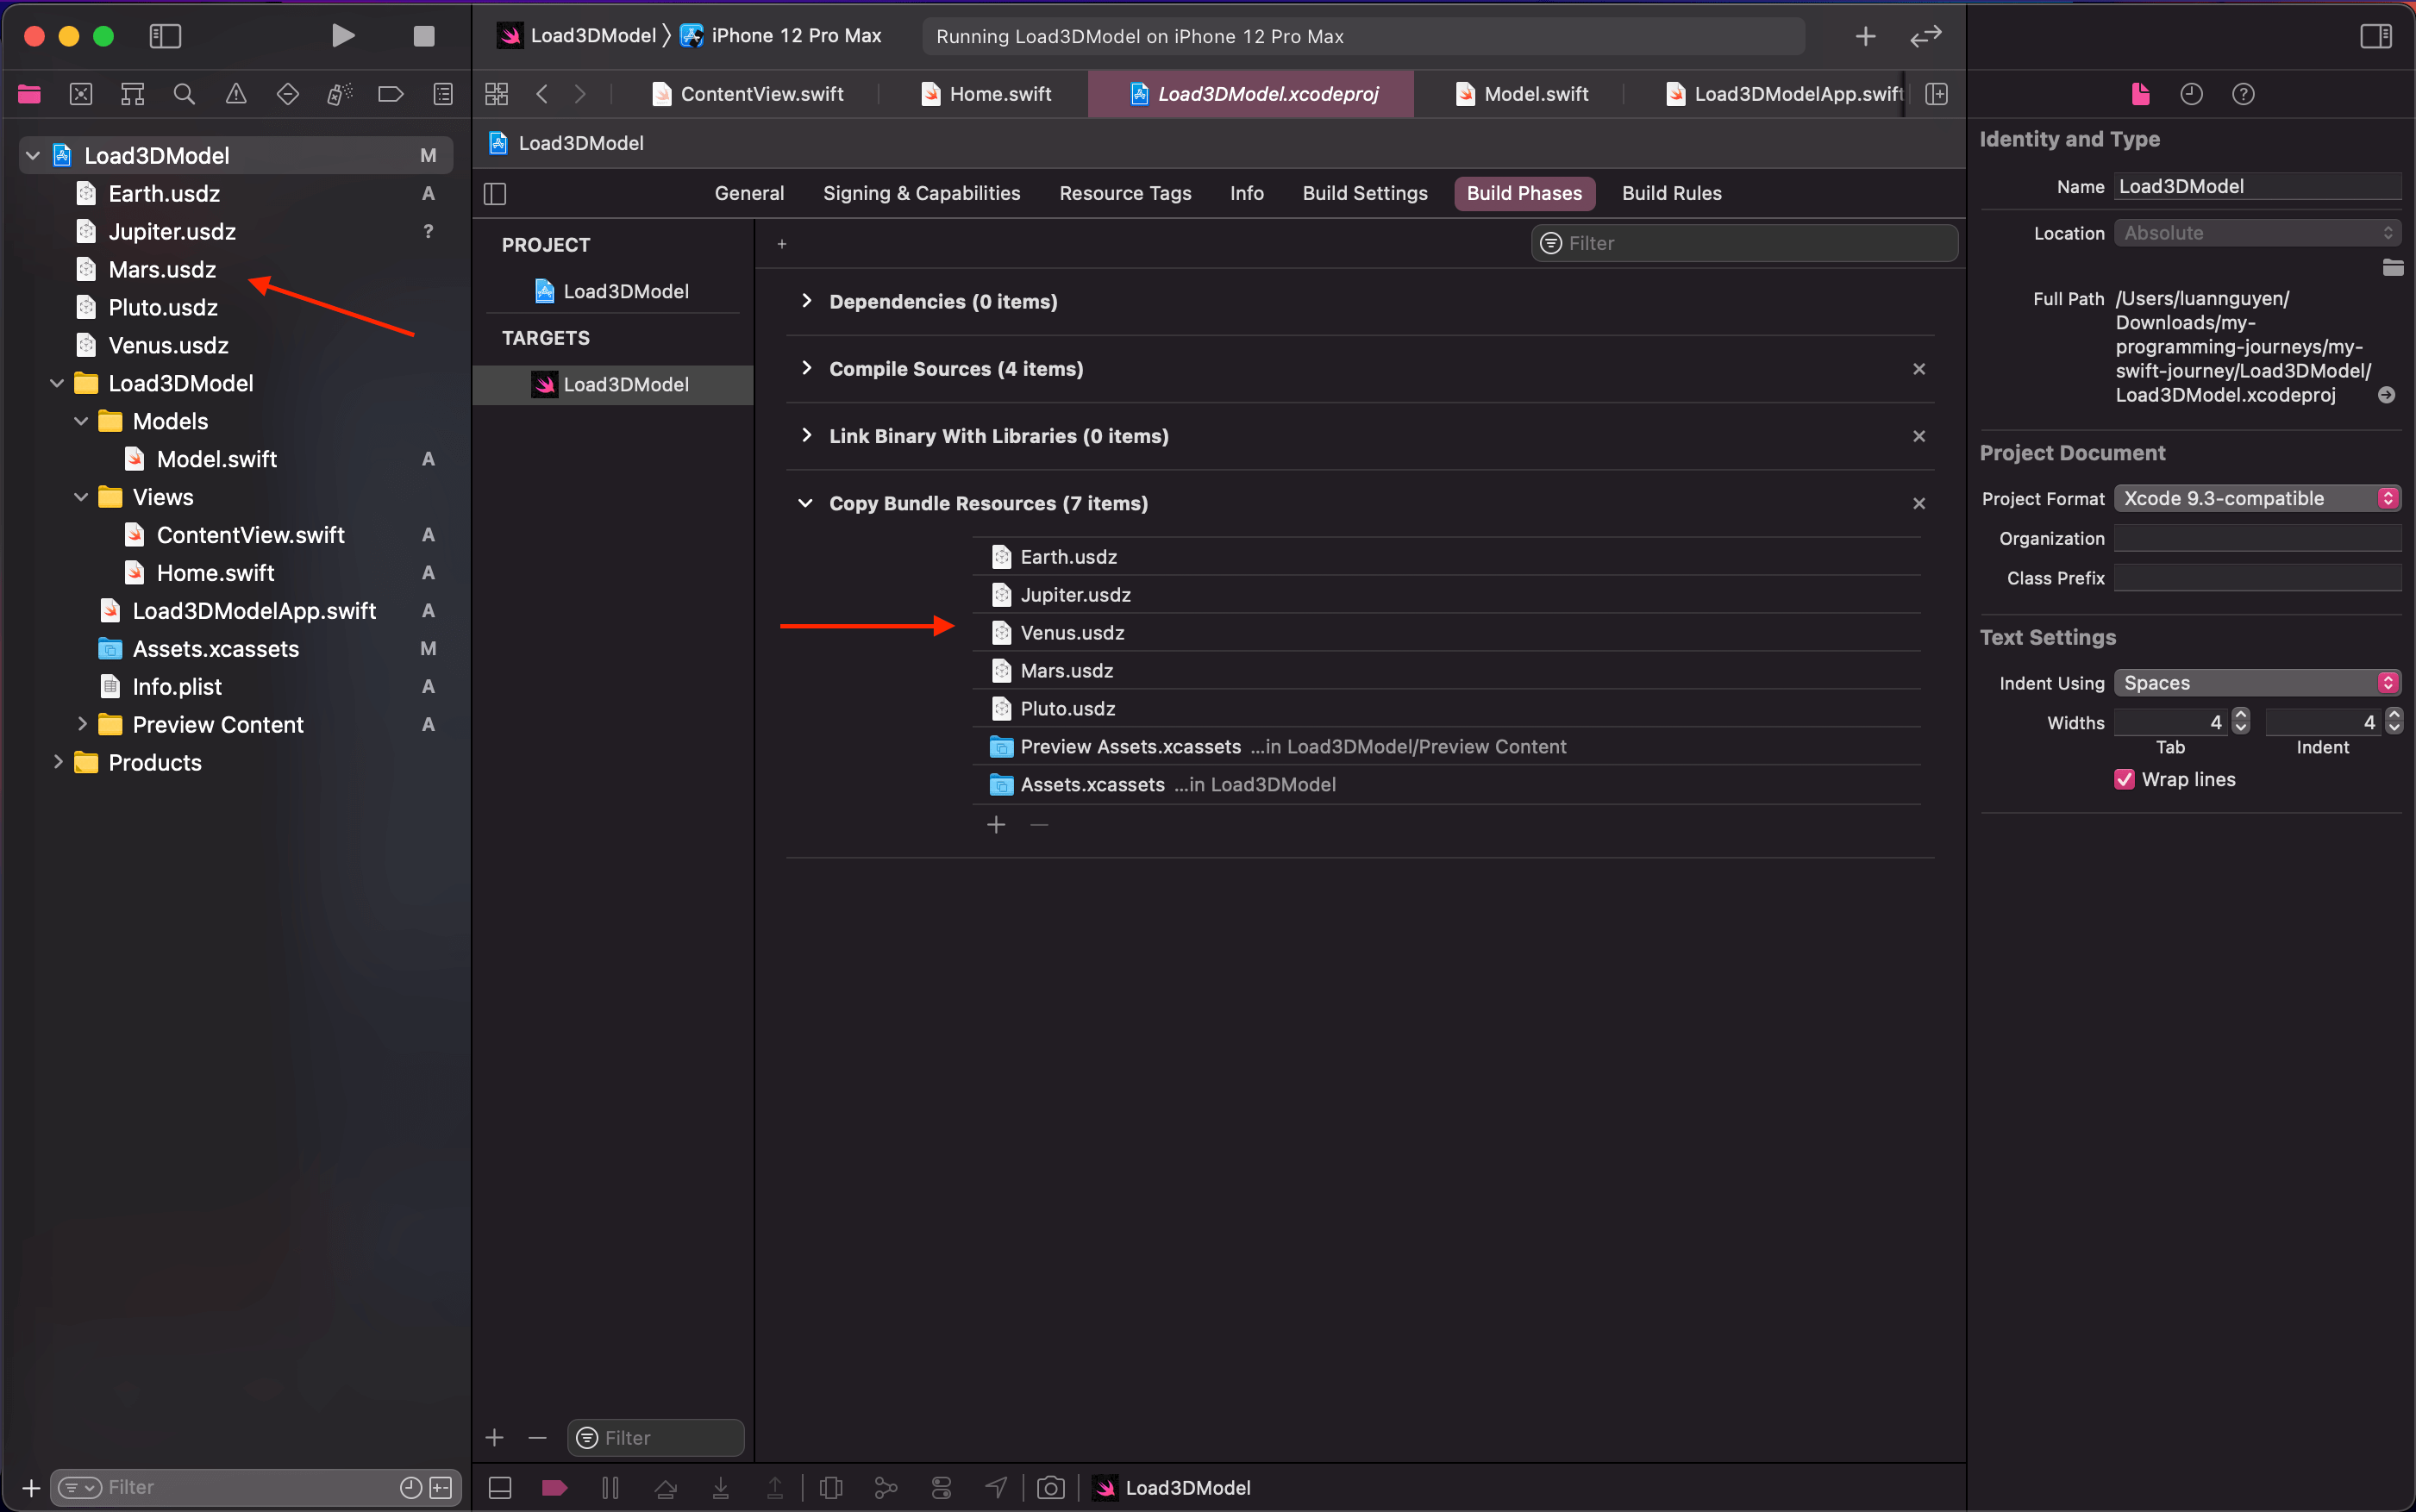 Load3DModel 〉 iPhone 12 Pro Max
Running Load3DModel on iPhone 12 Pro Max
ContentView.swift
Home.swift
Load3DModel.xcodeproj
Model.swift
Load3DModelApp.swift
Load3DModel M
Earth.usdz A
Jupiter.usdz ?
Mars.usdz
Pluto.usdz
Venus.usdz
Load3DModel
Models
Model.swift A
Views
ContentView.swift A
Home.swift A
Load3DModelApp.swift A
Assets.xcassets M
Info.plist A
Preview Content A
Products
Filter
Load3DModel
General Signing & Capabilities Resource Tags Info Build Settings Build Phases Build Rules
PROJECT
Load3DModel
TARGETS
Load3DModel
Filter
Filter
Dependencies (0 items)
Compile Sources (4 items)
Link Binary With Libraries (0 items)
Copy Bundle Resources (7 items)
Earth.usdz
Jupiter.usdz
Venus.usdz
Mars.usdz
Pluto.usdz
Preview Assets.xcassets ...in Load3DModel/Preview Content
Assets.xcassets ...in Load3DModel
Load3DModel
Identity and Type
Name Load3DModel
Location Absolute
Full Path /Users/luannguyen/
Downloads/my-
programming-journeys/my-
swift-journey/Load3DModel/
Load3DModel.xcodeproj
Project Document
Project Format Xcode 9.3-compatible
Organization
Class Prefix
Text Settings
Indent Using Spaces
Widths 4 4
Tab Indent
Wrap lines